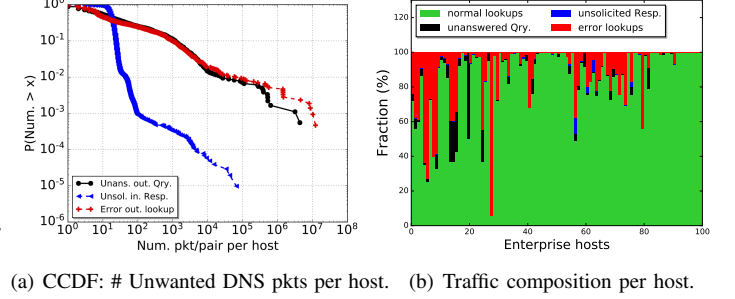 10^0
10^-1
10^-2
10^-3
10^-4
10^-5
10^-6
P(Num. > x)
Unans. out. Qry.
Unsol. in. Resp.
Error out. lookup
10^0 10^1 10^2 10^3 10^4 10^5 10^6 10^7 10^8
Num. pkt/pair per host
(a) CCDF: # Unwanted DNS pkts per host.
normal lookups
unanswered Qry.
unsolicited Resp.
error lookups
120
100
80
60
40
20
0
Fraction (%)
0 20 40 60 80 100
Enterprise hosts
(b) Traffic composition per host.